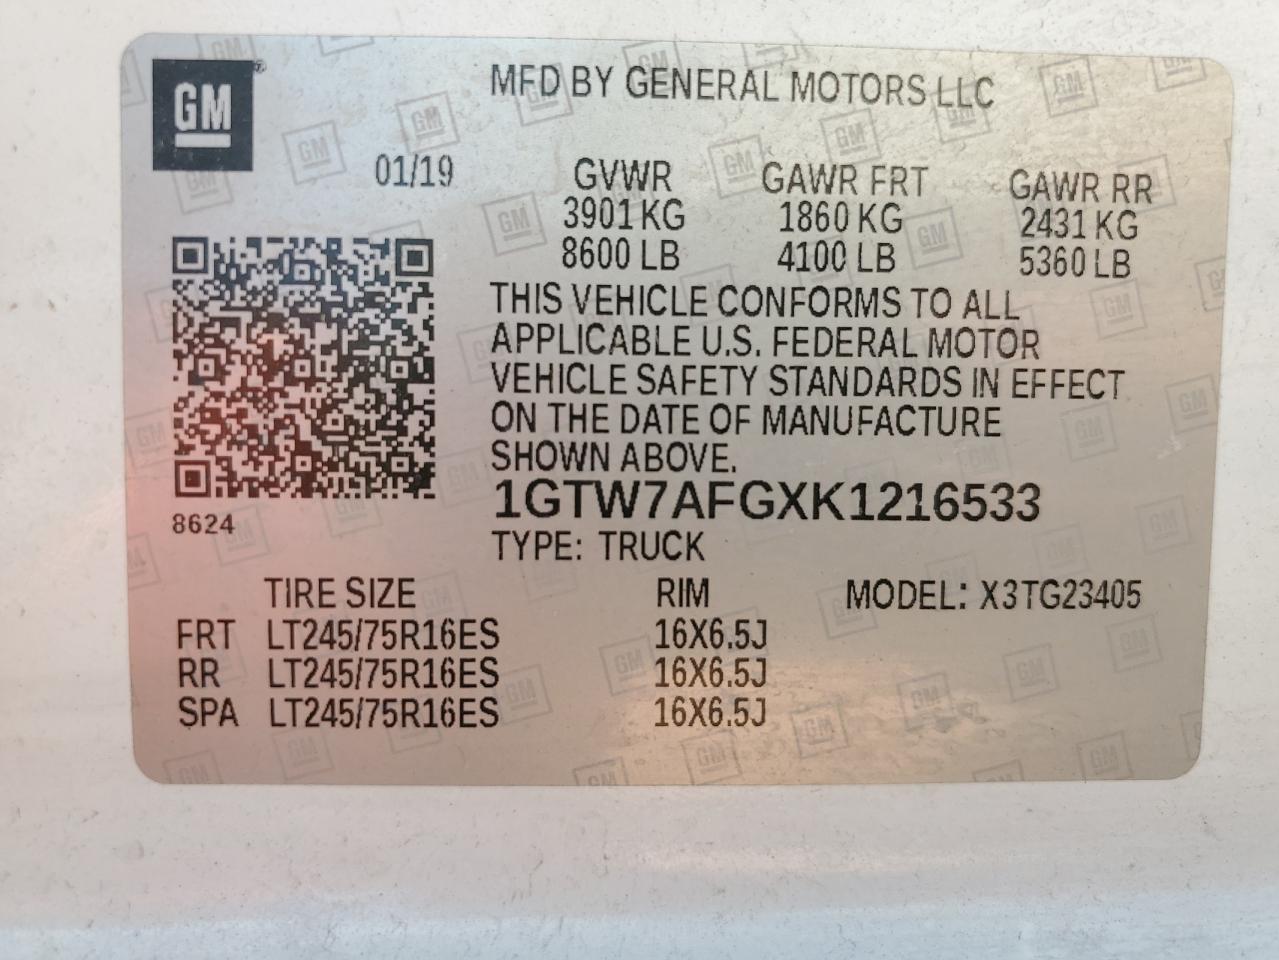 GM
MFD BY GENERAL MOTORS LLC
01/19
GVWR GAWR FRT GAWR RR
3901 KG 1860 KG 2431 KG
8600 LB 4100 LB 5360 LB
THIS VEHICLE CONFORMS TO ALL
APPLICABLE U.S. FEDERAL MOTOR
VEHICLE SAFETY STANDARDS IN EFFECT
ON THE DATE OF MANUFACTURE
SHOWN ABOVE.
1GTW7AFGXK1216533
8624
TYPE: TRUCK
TIRE SIZE RIM MODEL: X3TG23405
FRT LT245/75R16ES 16X6.5J
RR LT245/75R16ES 16X6.5J
SPA LT245/75R16ES 16X6.5J